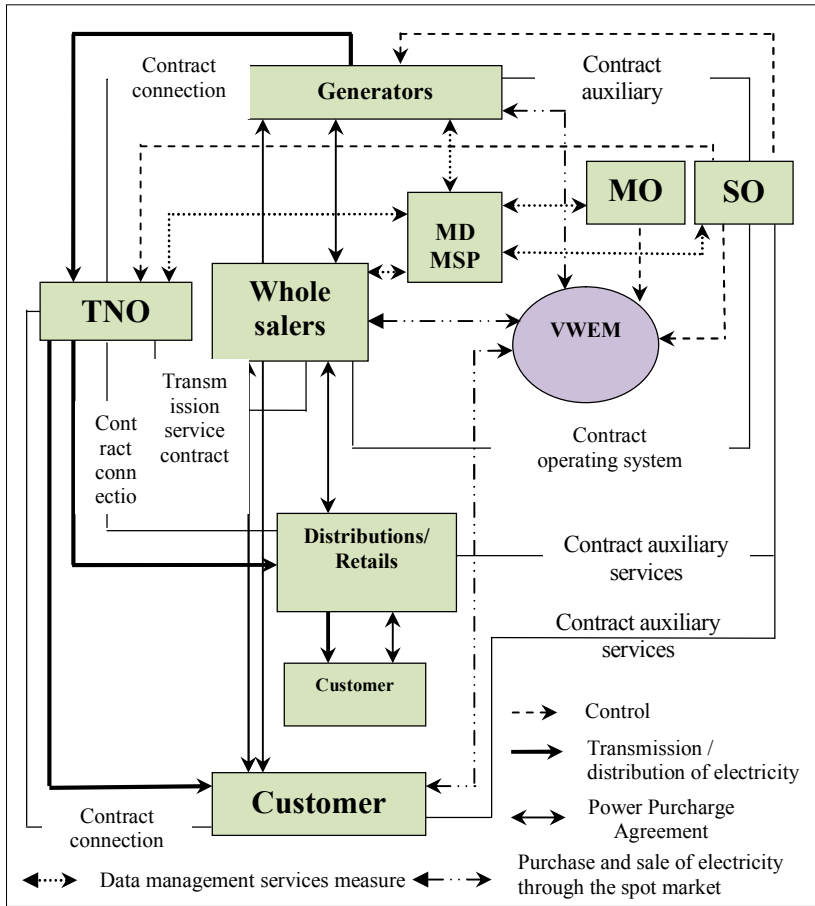 Contract
connection
Generators
Contract
auxiliary
MO
SO
MD
MSP
TNO
Whole
salers
VWEM
Transm
ission
service
contract
Cont
ract
conn
ectio
Contract
operating system
Distributions/
Retails
Contract auxiliary
services
Contract auxiliary
services
Customer
Customer
Contract
connection
Control
Transmission /
distribution of electricity
Power Purcharge
Agreement
Data management services measure
Purchase and sale of electricity
through the spot market